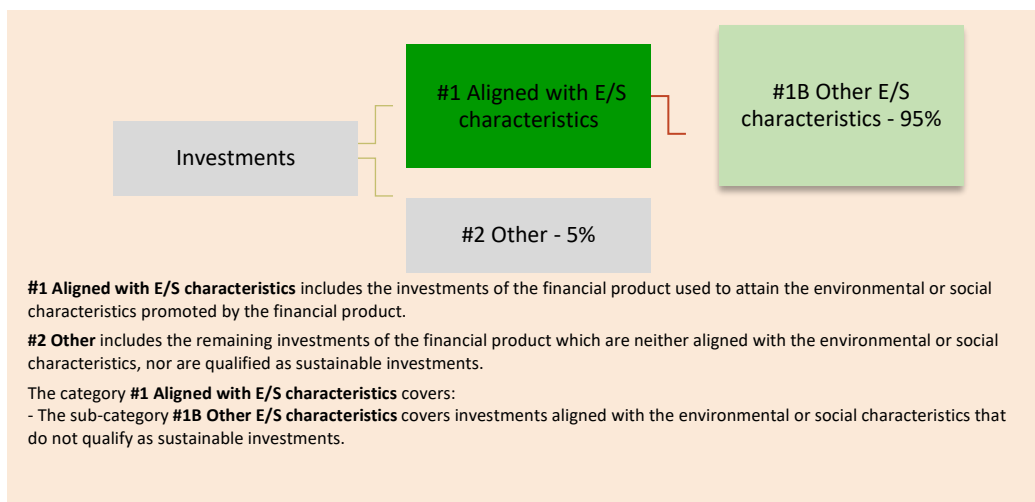 #1 Aligned with E/S
characteristics
#1B Other E/S
characteristics - 95%
Investments
#2 Other - 5%
#1 Aligned with E/S characteristics includes the investments of the financial product used to attain the environmental or social
characteristics promoted by the financial product.
#2 Other includes the remaining investments of the financial product which are neither aligned with the environmental or social
characteristics, nor are qualified as sustainable investments.
The category #1 Aligned with E/S characteristics covers:
- The sub-category #1B Other E/S characteristics covers investments aligned with the environmental or social characteristics that
do not qualify as sustainable investments.